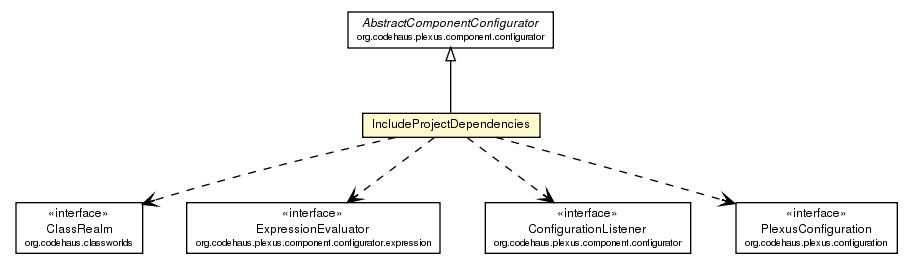 AbstractComponentConfigurator
org.codehaus.plexus.component.configurator
IncludeProjectDependencies
«interface»
ClassRealm
org.codehaus.classworlds
«interface»
ExpressionEvaluator
org.codehaus.plexus.component.configurator.expression
«interface»
ConfigurationListener
org.codehaus.plexus.component.configurator
«interface»
PlexusConfiguration
org.codehaus.plexus.configuration